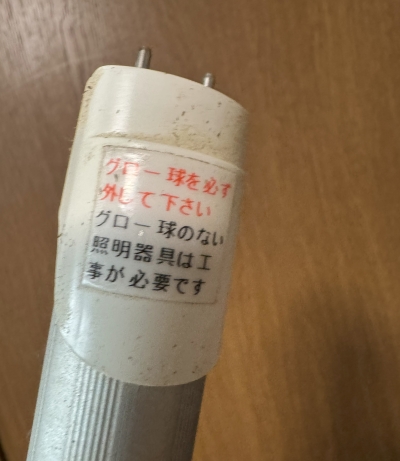 グロー球を必ず
外して下さい
グロー球のない
照明器具は工
事が必要です